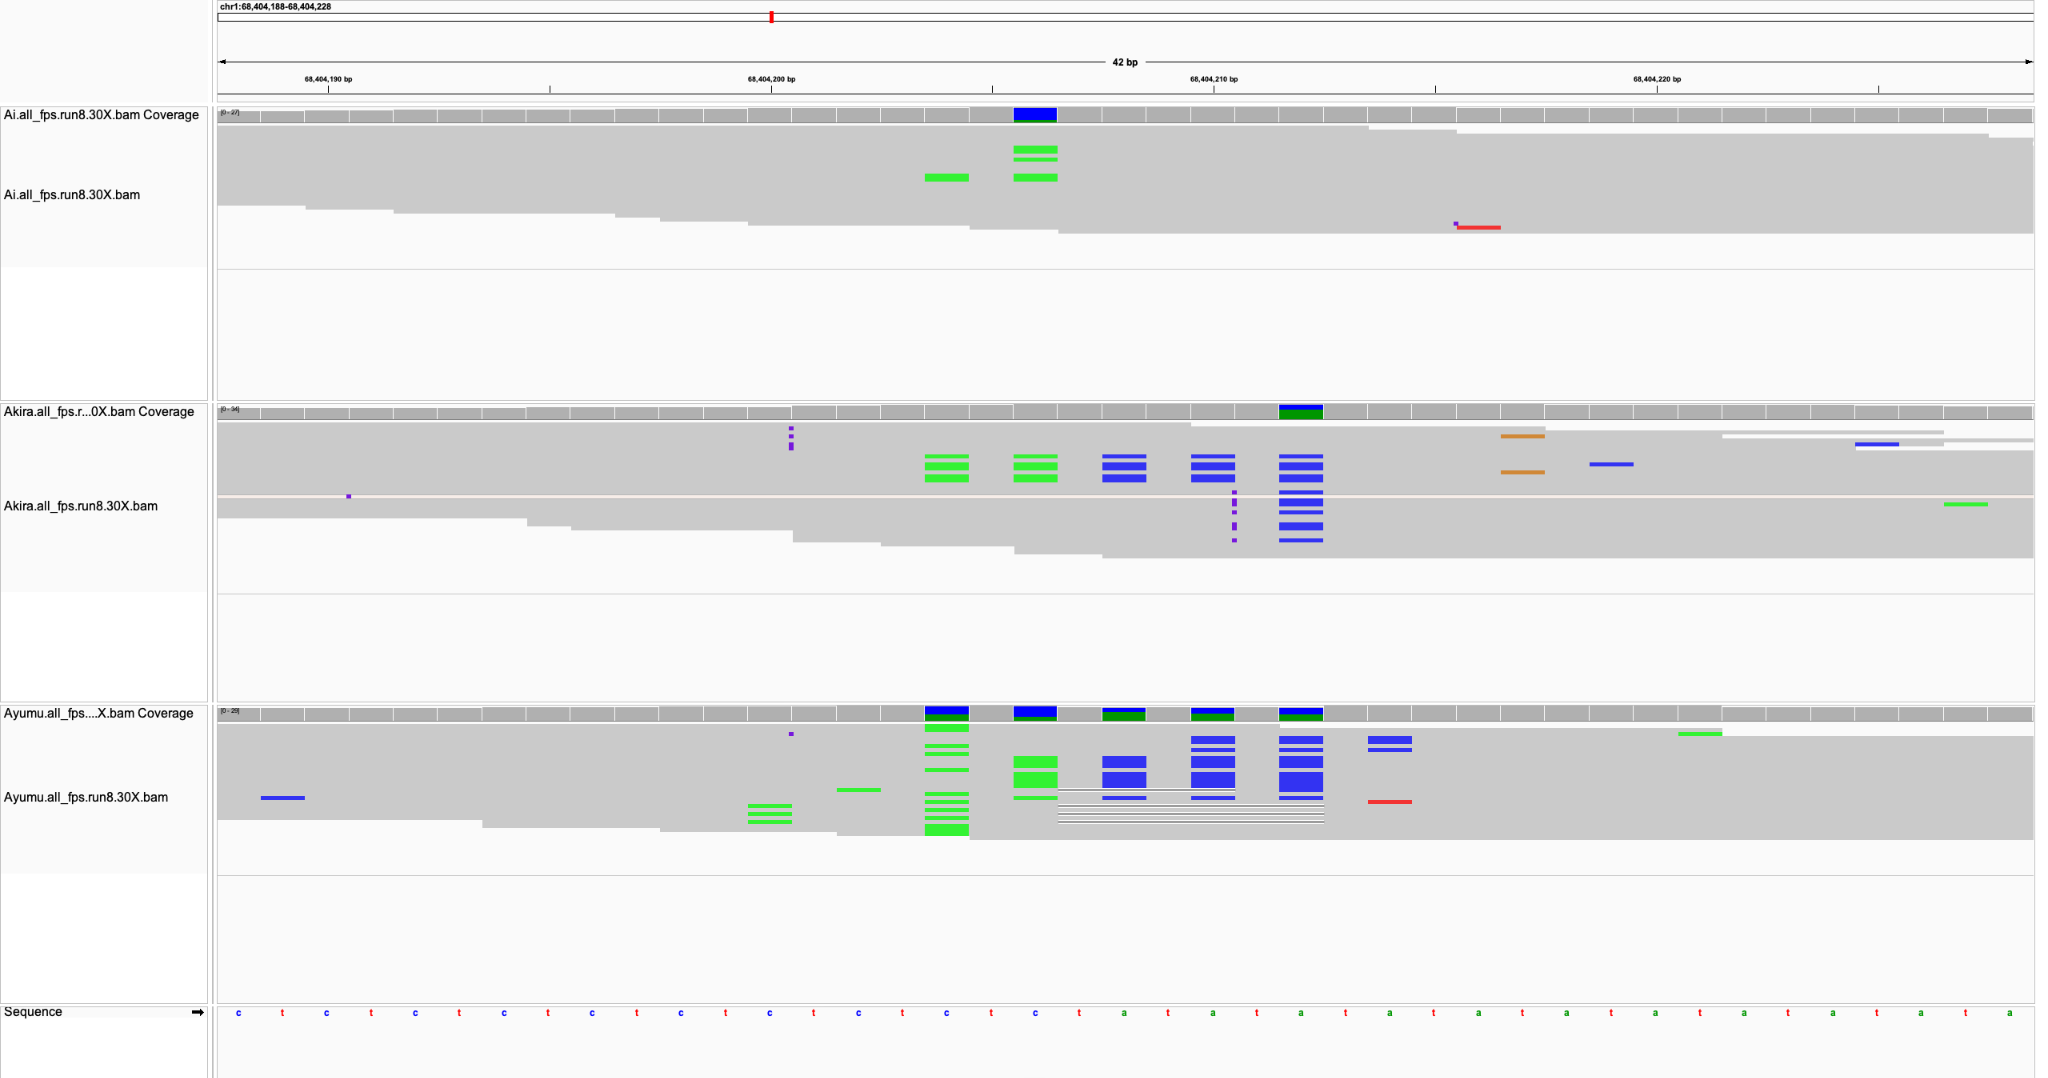 chr1:68,404,188-68,404,228
42 bp
68,404,190 bp 68,404,200 bp 68,404,210 bp 68,404,220 bp
Ai.all_fps.run8.30X.bam Coverage [0 - 27]
Ai.all_fps.run8.30X.bam
Akira.all_fps.r...0X.bam Coverage [0 - 34]
Akira.all_fps.run8.30X.bam
Ayumu.all_fps....X.bam Coverage [0 - 29]
Ayumu.all_fps.run8.30X.bam
Sequence c t c t c t c t c t c t c t c t c t c t a t a t a t a t a t a t a t a t a t a t a